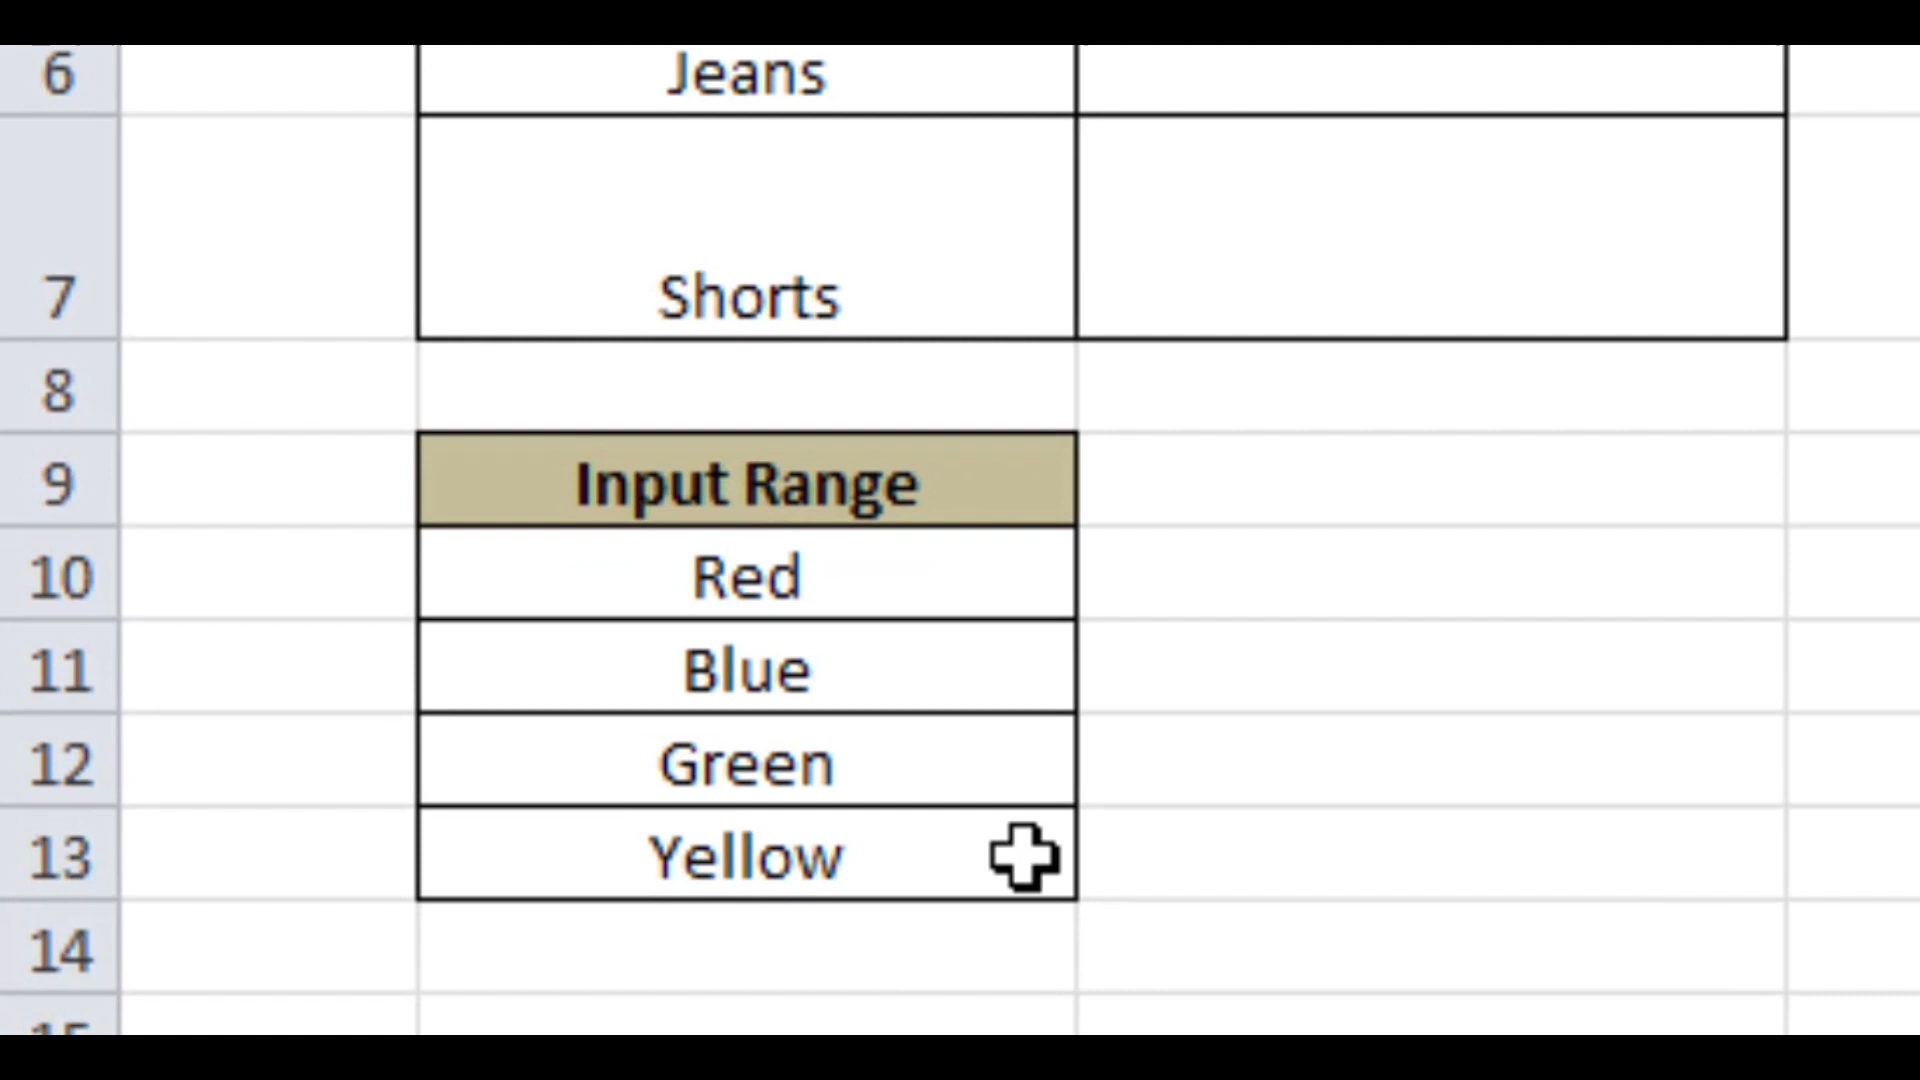 6 Jeans
7 Shorts
8
9 Input Range
10 Red
11 Blue
12 Green
13 Yellow
14
15